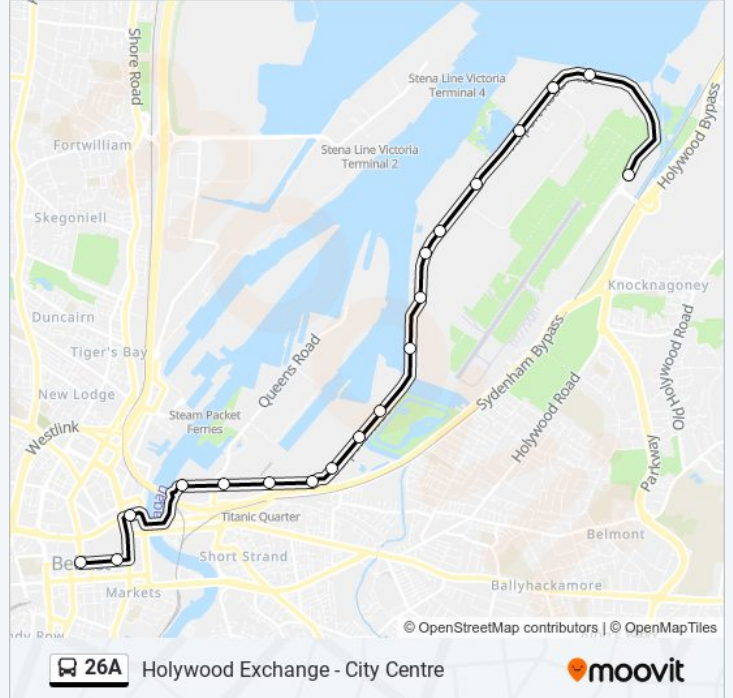 Shore Road
Stena Line Victoria
Terminal 4
Holywood Bypass
Fortwilliam
Stena Line Victoria
Terminal 2
Skegoniell
Knocknagoney
Duncairn
Tiger's Bay
Queens Road
Sydenham Bypass
Old Holywood Road
New Lodge
Holywood Road
Steam Packet
Ferries
Westlink
Parkway
Titanic Quarter
Belmont
Short Strand
Markets
Ballyhackamore
© OpenStreetMap contributors | © OpenMapTiles
26A Holywood Exchange - City Centre
moovit